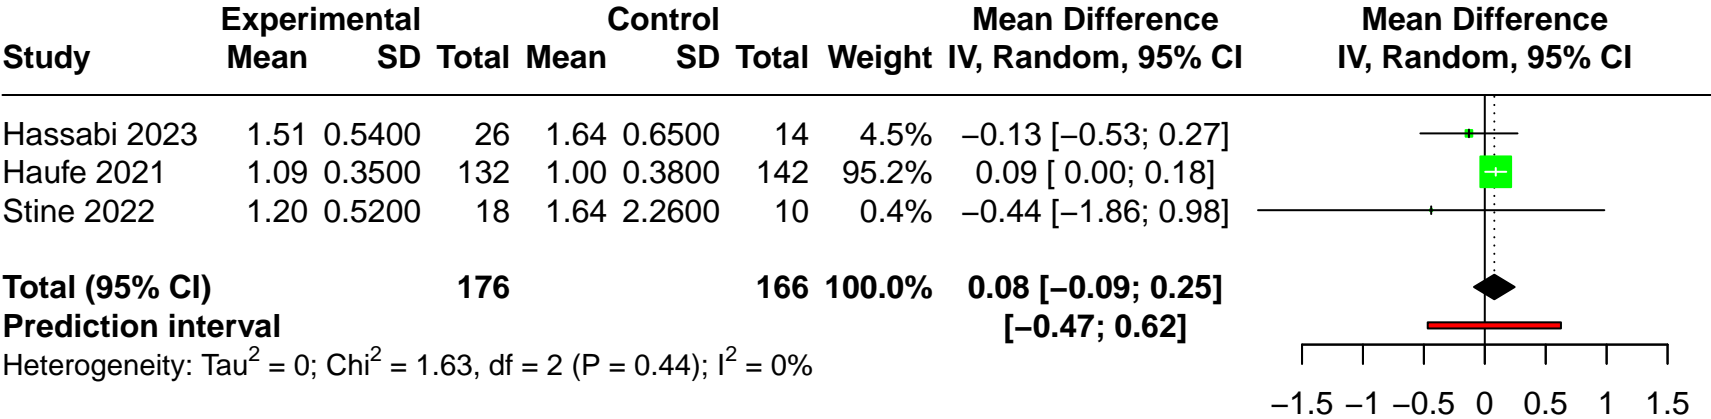 Experimental Control Mean Difference Mean Difference
Study Mean SD Total Mean SD Total Weight IV, Random, 95% CI IV, Random, 95% CI
Hassabi 2023 1.51 0.5400 26 1.64 0.6500 14 4.5% −0.13 [−0.53; 0.27]
Haufe 2021 1.09 0.3500 132 1.00 0.3800 142 95.2% 0.09 [ 0.00; 0.18]
Stine 2022 1.20 0.5200 18 1.64 2.2600 10 0.4% −0.44 [−1.86; 0.98]
Total (95% CI) 176 166 100.0% 0.08 [−0.09; 0.25]
Prediction interval [−0.47; 0.62]
Heterogeneity: Tau² = 0; Chi² = 1.63, df = 2 (P = 0.44); I² = 0%
−1.5 −1 −0.5 0 0.5 1 1.5